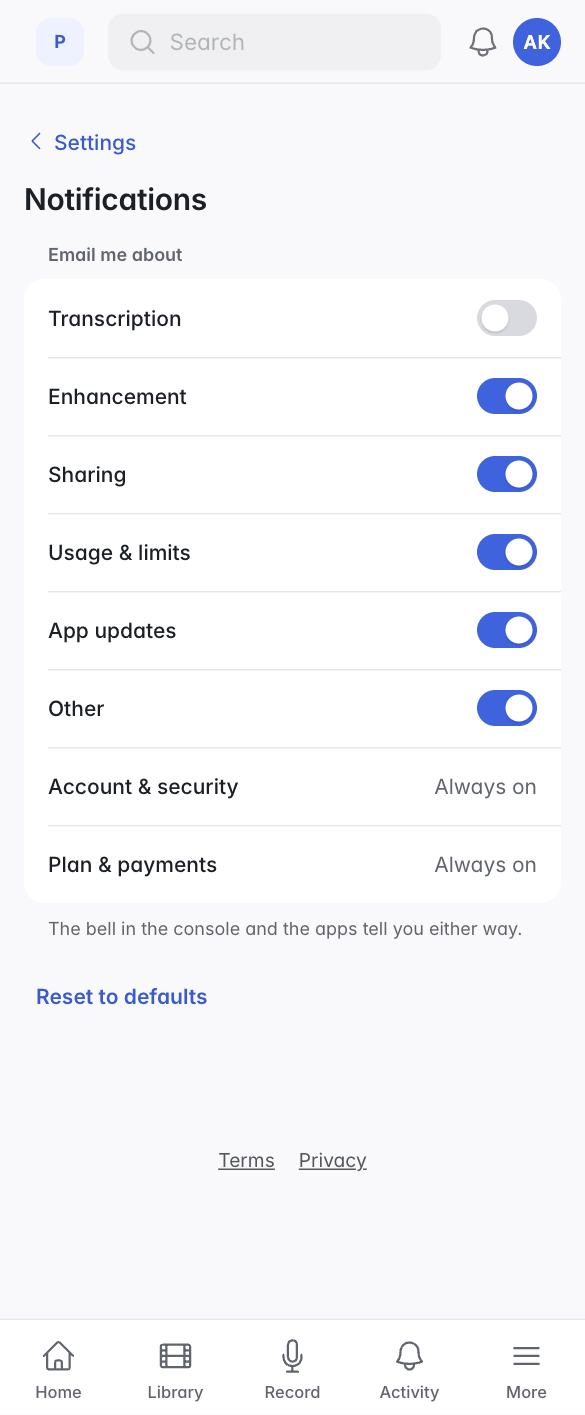 P
Search
AK
Settings
Notifications
Email me about
Transcription
Enhancement
Sharing
Usage & limits
App updates
Other
Account & security Always on
Plan & payments Always on
The bell in the console and the apps tell you either way.
Reset to defaults
Terms Privacy
Home Library Record Activity More